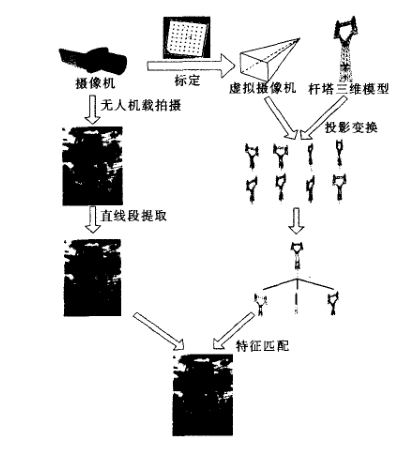 摄像机
标定
虚拟摄像机
杆塔三维模型
无人机载拍摄
投影变换
直线段提取
特征匹配